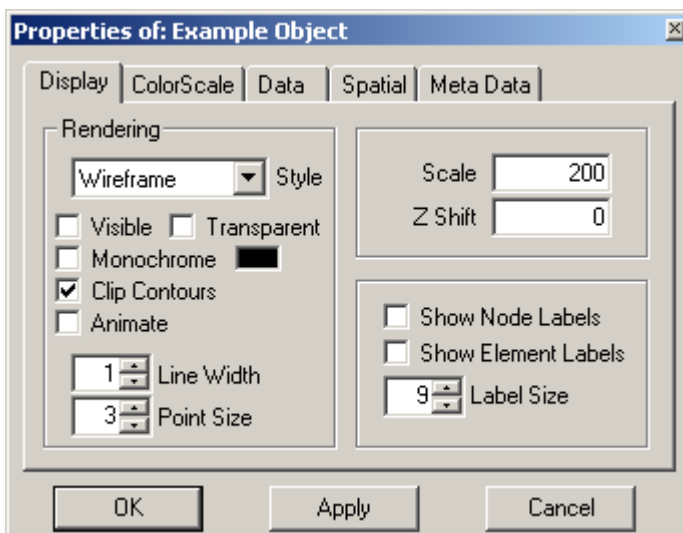 Properties of: Example Object
Display ColorScale Data Spatial Meta Data
Rendering
Wireframe Style
Visible Transparent
Monochrome
Clip Contours
Animate
1 Line Width
3 Point Size
Scale 200
Z Shift 0
Show Node Labels
Show Element Labels
9 Label Size
OK Apply Cancel